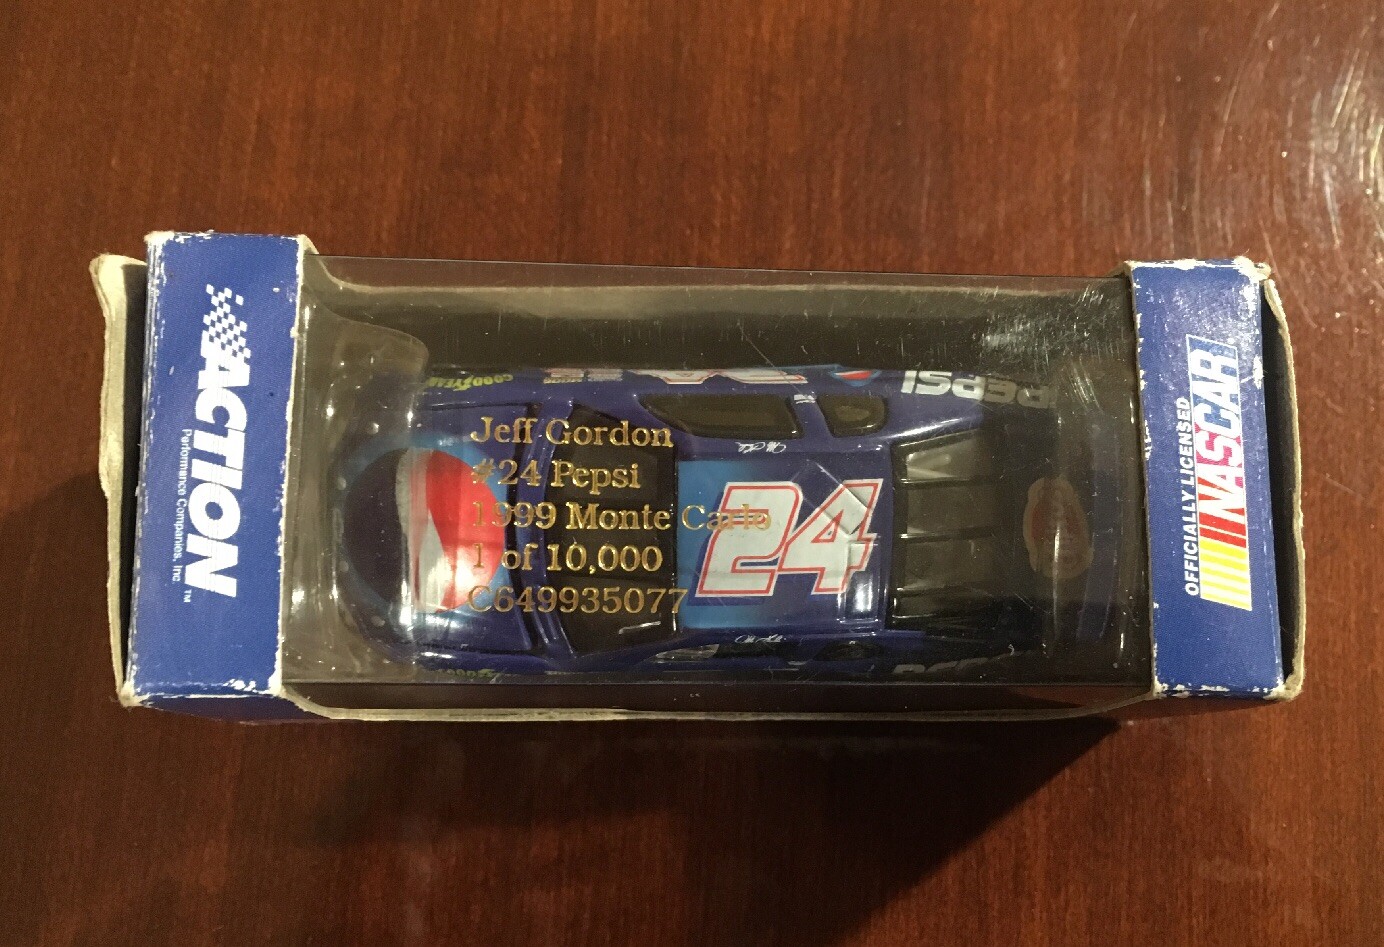 ACTION
Performance Companies, Inc.™
Jeff Gordon
#24 Pepsi
1999 Monte Carlo
1 of 10,000
C649935077
24
GOODYEAR
PEPSI
OFFICIALLY LICENSED
NASCAR